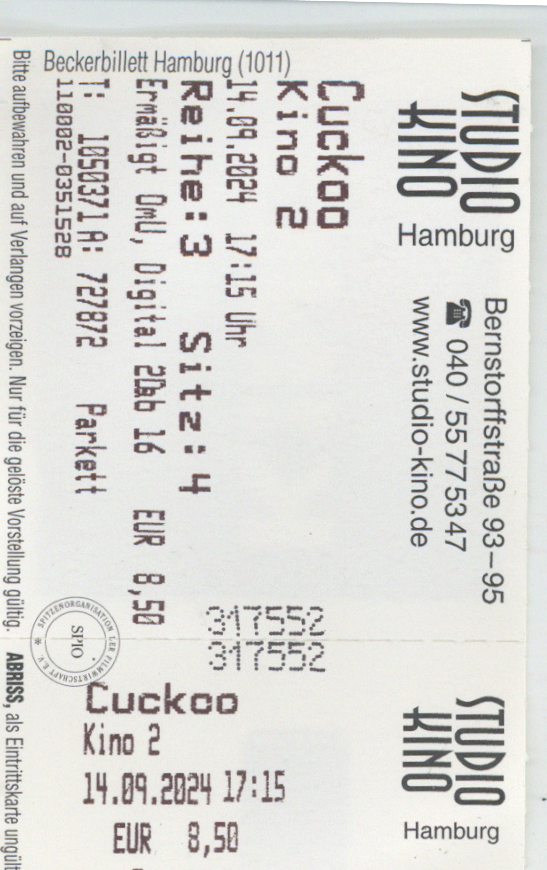 Beckerbillett Hamburg (1011)
STUDIO
KINO
Hamburg
Bernstorffstraße 93–95
☎ 040 / 55 77 53 47
www.studio-kino.de
Cuckoo
Kino 2
14.09.2024 17:15 Uhr
Reihe: 3 Sitz: 4
Ermäßigt OmU, Digital 2Dab 16 EUR 8,50
T: 1050371A: 727872 Parkett
110002-0351528
Bitte aufbewahren und auf Verlangen vorzeigen. Nur für die gelöste Vorstellung gültig.
317552
317552
SPITZENORGANISATION DER FILMWIRTSCHAFT E.V.
SPIO
ABRISS, als Eintrittskarte ungült
STUDIO
KINO
Hamburg
Cuckoo
Kino 2
14.09.2024 17:15
EUR 8,50